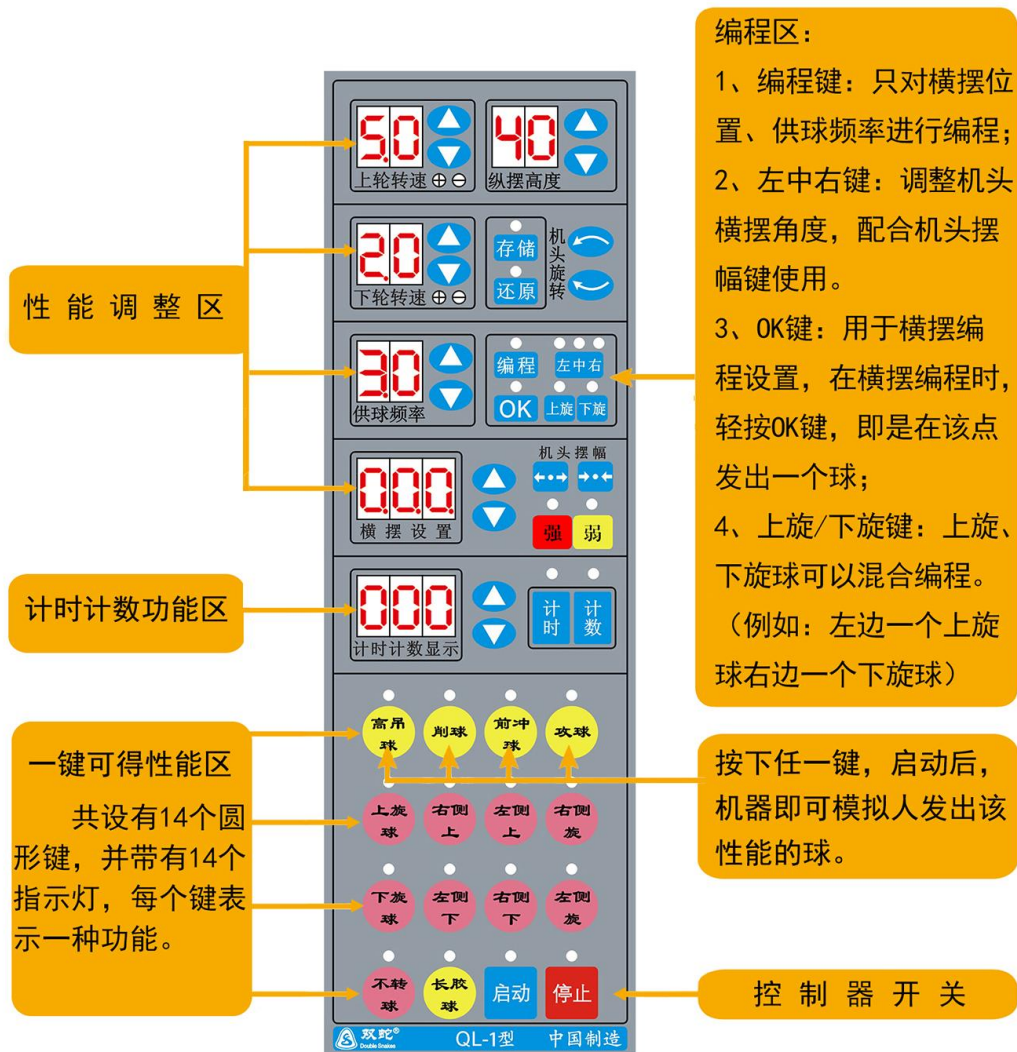 编程区：
1、编程键：只对横摆位
置、供球频率进行编程；
2、左中右键：调整机头
横摆角度，配合机头摆
幅键使用。
3、OK键：用于横摆编
程设置，在横摆编程时，
轻按OK键，即是在该点
发出一个球；
4、上旋/下旋键：上旋、
下旋球可以混合编程。
（例如：左边一个上旋
球右边一个下旋球）
5.0
上轮转速 ⊕ ⊖
40
纵摆高度
性能调整区
2.0
下轮转速 ⊕ ⊖
存储
还原
机头旋转
3.0
供球频率
编程
左中右
OK
上旋
下旋
0.0.0.
横摆设置
机头摆幅
强
弱
计时计数功能区
000
计时计数显示
计时
计数
一键可得性能区
共设有14个圆
形键，并带有14个
指示灯，每个键表
示一种功能。
高吊
球
削球
前冲
球
攻球
上旋
球
右侧
上
左侧
上
右侧
旋
下旋
球
左侧
下
右侧
下
左侧
旋
不转
球
长胶
球
启动
停止
按下任一键，启动后，
机器即可模拟人发出该
性能的球。
控制器开关
双蛇®
Double Snakes
QL-1型
中国制造